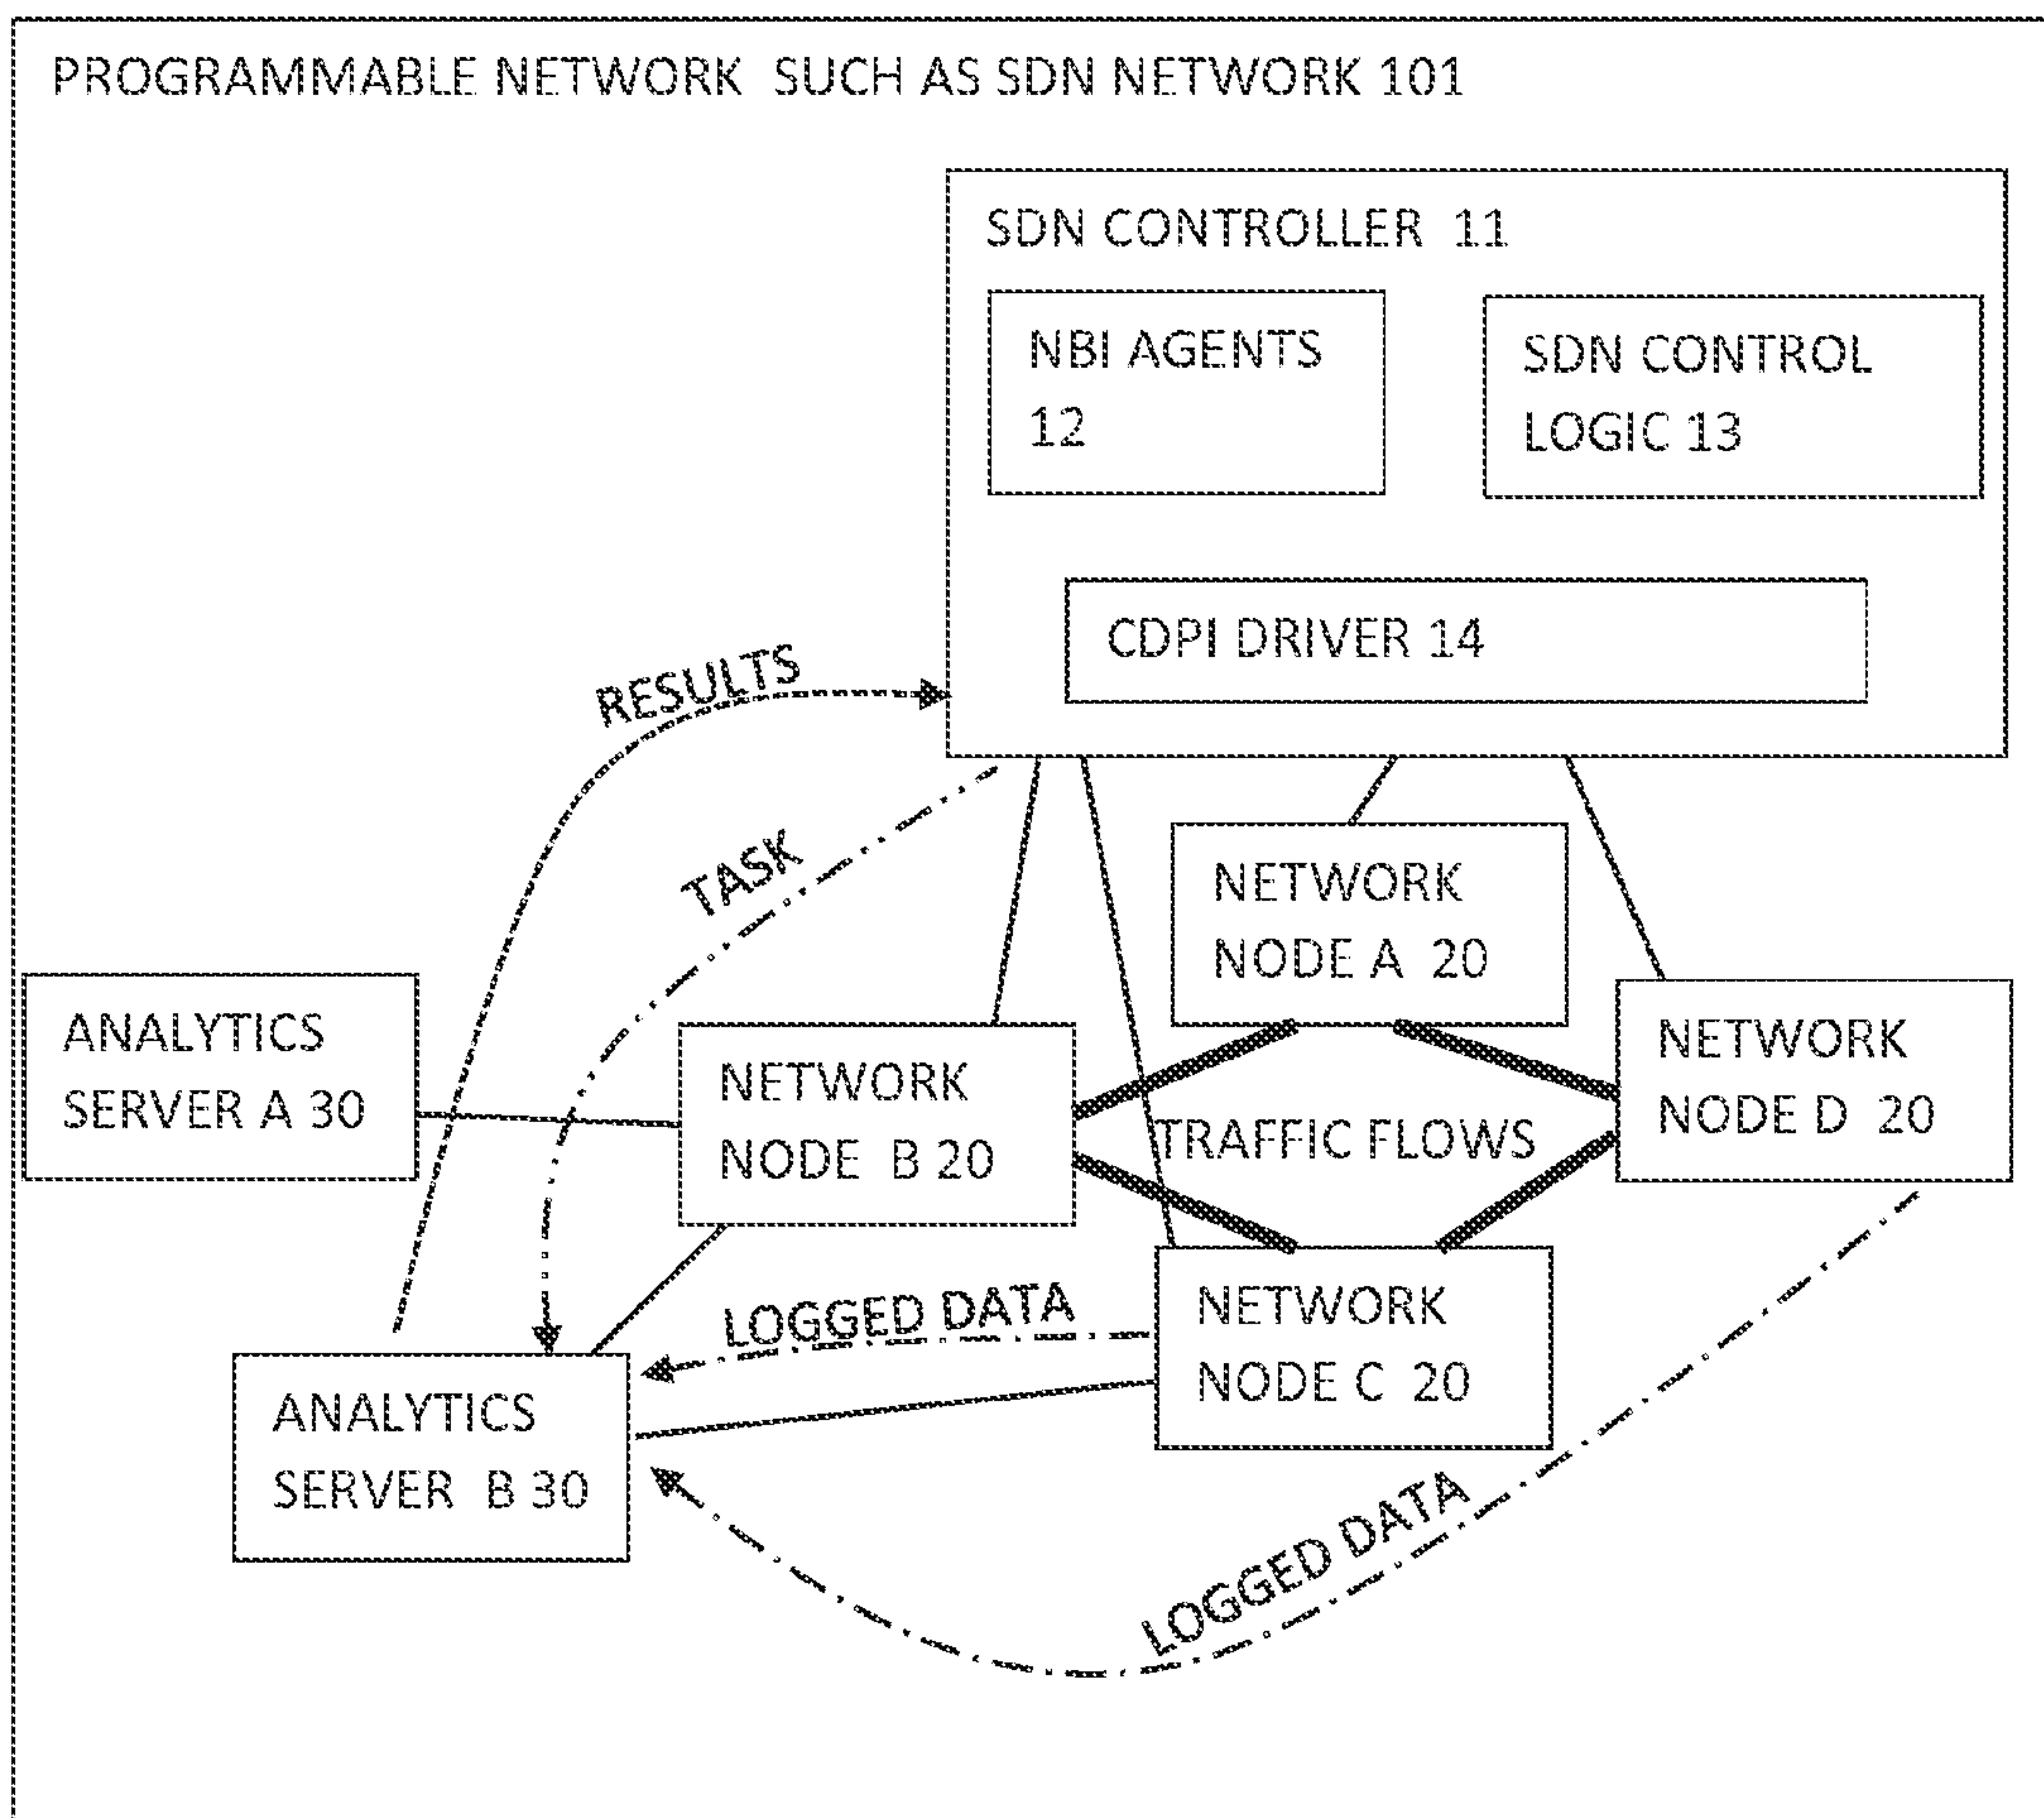 PROGRAMMABLE NETWORK SUCH AS SDN NETWORK 101
SDN CONTROLLER 11
NBI AGENTS
12
SDN CONTROL
LOGIC 13
CDPI DRIVER 14
RESULTS
TASK
NETWORK
NODE A 20
ANALYTICS
SERVER A 30
NETWORK
NODE B 20
TRAFFIC FLOWS
NETWORK
NODE D 20
LOGGED DATA
NETWORK
NODE C 20
ANALYTICS
SERVER B 30
LOGGED DATA